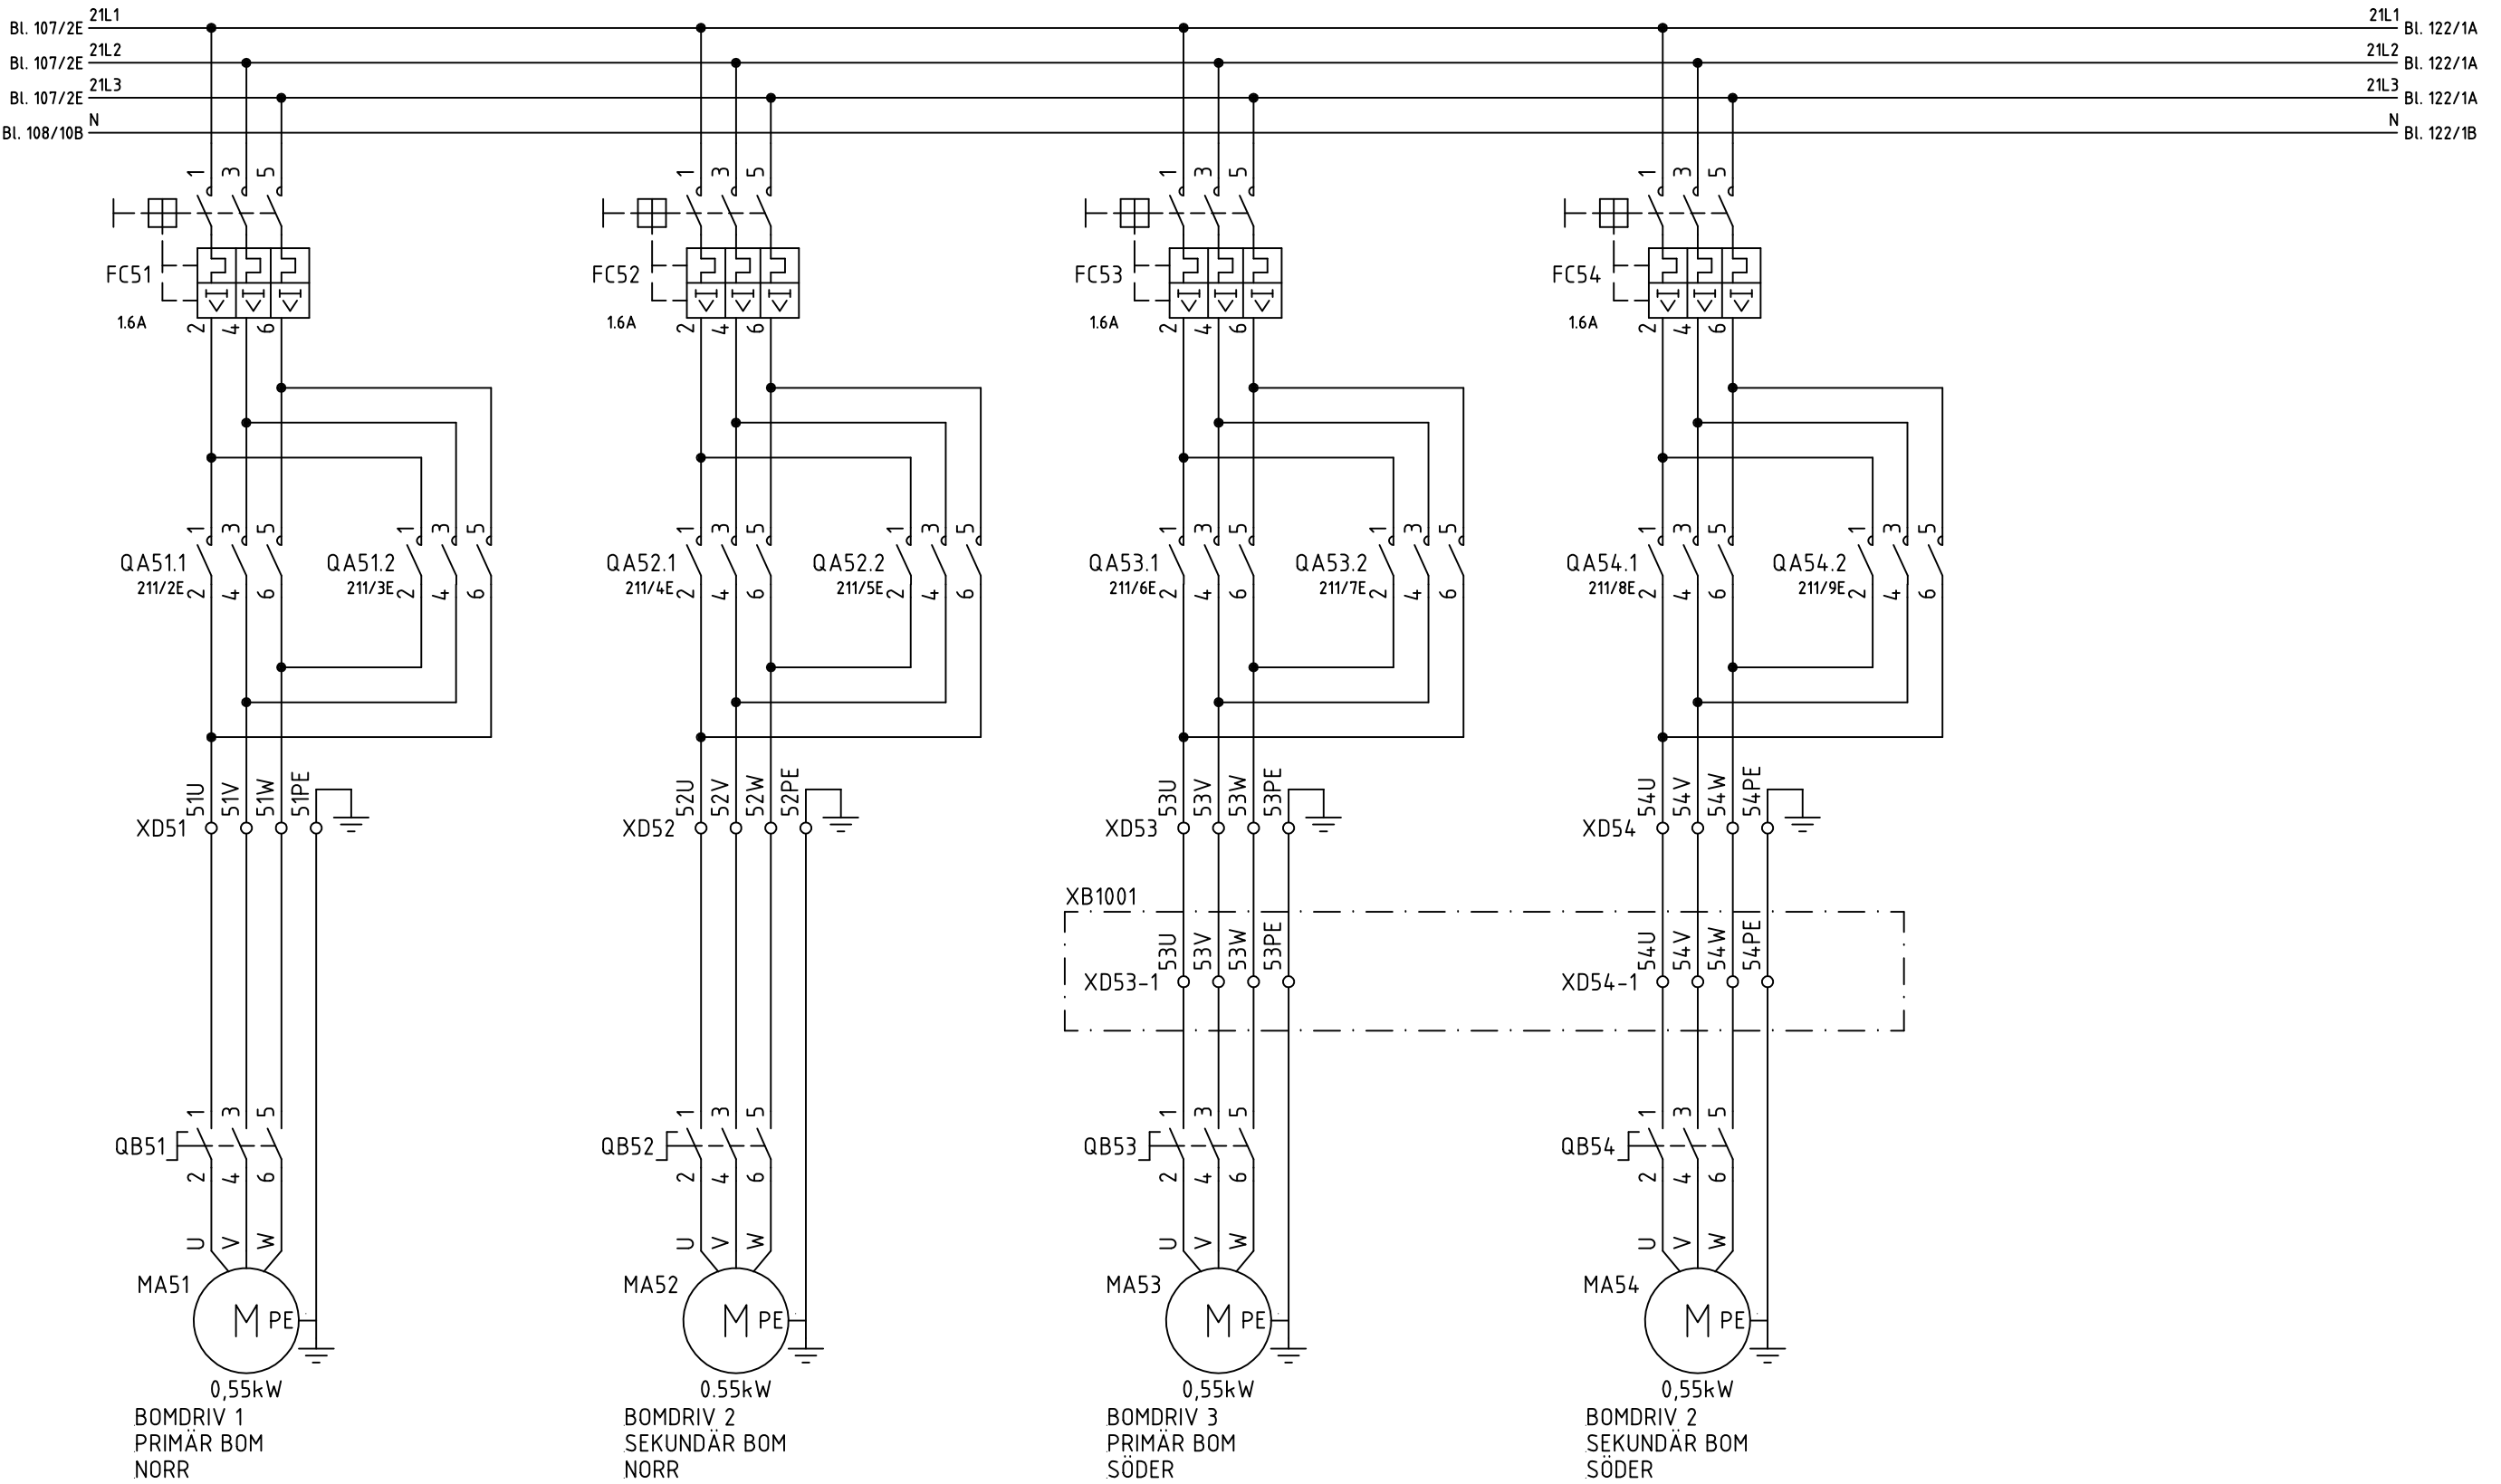 21L1 21L1
Bl. 107/2E Bl. 122/1A
21L2 21L2
Bl. 107/2E Bl. 122/1A
21L3 21L3
Bl. 107/2E Bl. 122/1A
N N
Bl. 108/10B Bl. 122/1B
1 3 5 1 3 5 1 3 5 1 3 5
FC51 FC52 FC53 FC54
1.6A 2 4 6 1.6A 2 4 6 1.6A 2 4 6 1.6A 2 4 6
1 3 5 1 3 5 1 3 5 1 3 5 1 3 5 1 3 5 1 3 5 1 3 5
QA51.1 QA51.2 QA52.1 QA52.2 QA53.1 QA53.2 QA54.1 QA54.2
211/2E 2 4 6 211/3E 2 4 6 211/4E 2 4 6 211/5E 2 4 6 211/6E 2 4 6 211/7E 2 4 6 211/8E 2 4 6 211/9E 2 4 6
51U 51V 51W 51PE 52U 52V 52W 52PE 53U 53V 53W 53PE 54U 54V 54W 54PE
XD51 XD52 XD53 XD54
XB1001
53U 53V 53W 53PE 54U 54V 54W 54PE
XD53-1 XD54-1
1 3 5 1 3 5 1 3 5 1 3 5
QB51 QB52 QB53 QB54
2 4 6 2 4 6 2 4 6 2 4 6
U V W U V W U V W U V W
MA51 MA52 MA53 MA54
M PE M PE M PE M PE
0,55kW 0.55kW 0,55kW 0,55kW
BOMDRIV 1 BOMDRIV 2 BOMDRIV 3 BOMDRIV 2
PRIMÄR BOM SEKUNDÄR BOM PRIMÄR BOM SEKUNDÄR BOM
NORR NORR SÖDER SÖDER